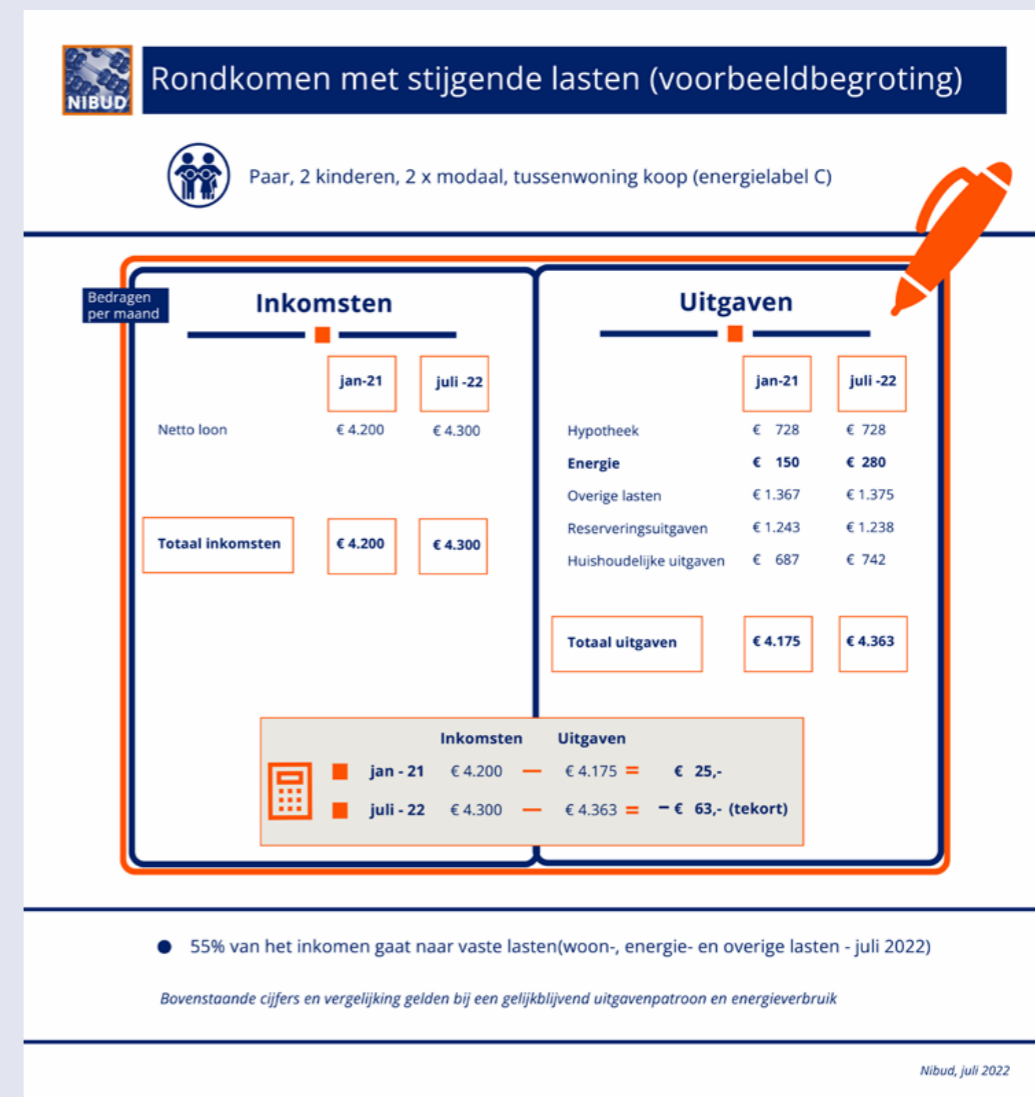 NIBUD
Rondkomen met stijgende lasten (voorbeeldbegroting)
Paar, 2 kinderen, 2 x modaal, tussenwoning koop (energielabel C)
Bedragen
per maand
Inkomsten
jan-21 juli -22
Netto loon € 4.200 € 4.300
Totaal inkomsten € 4.200 € 4.300
Uitgaven
jan-21 juli -22
Hypotheek € 728 € 728
Energie € 150 € 280
Overige lasten € 1.367 € 1.375
Reserveringsuitgaven € 1.243 € 1.238
Huishoudelijke uitgaven € 687 € 742
Totaal uitgaven € 4.175 € 4.363
Inkomsten Uitgaven
jan - 21 € 4.200 — € 4.175 = € 25,-
juli - 22 € 4.300 — € 4.363 = – € 63,- (tekort)
55% van het inkomen gaat naar vaste lasten(woon-, energie- en overige lasten - juli 2022)
Bovenstaande cijfers en vergelijking gelden bij een gelijkblijvend uitgavenpatroon en energieverbruik
Nibud, juli 2022